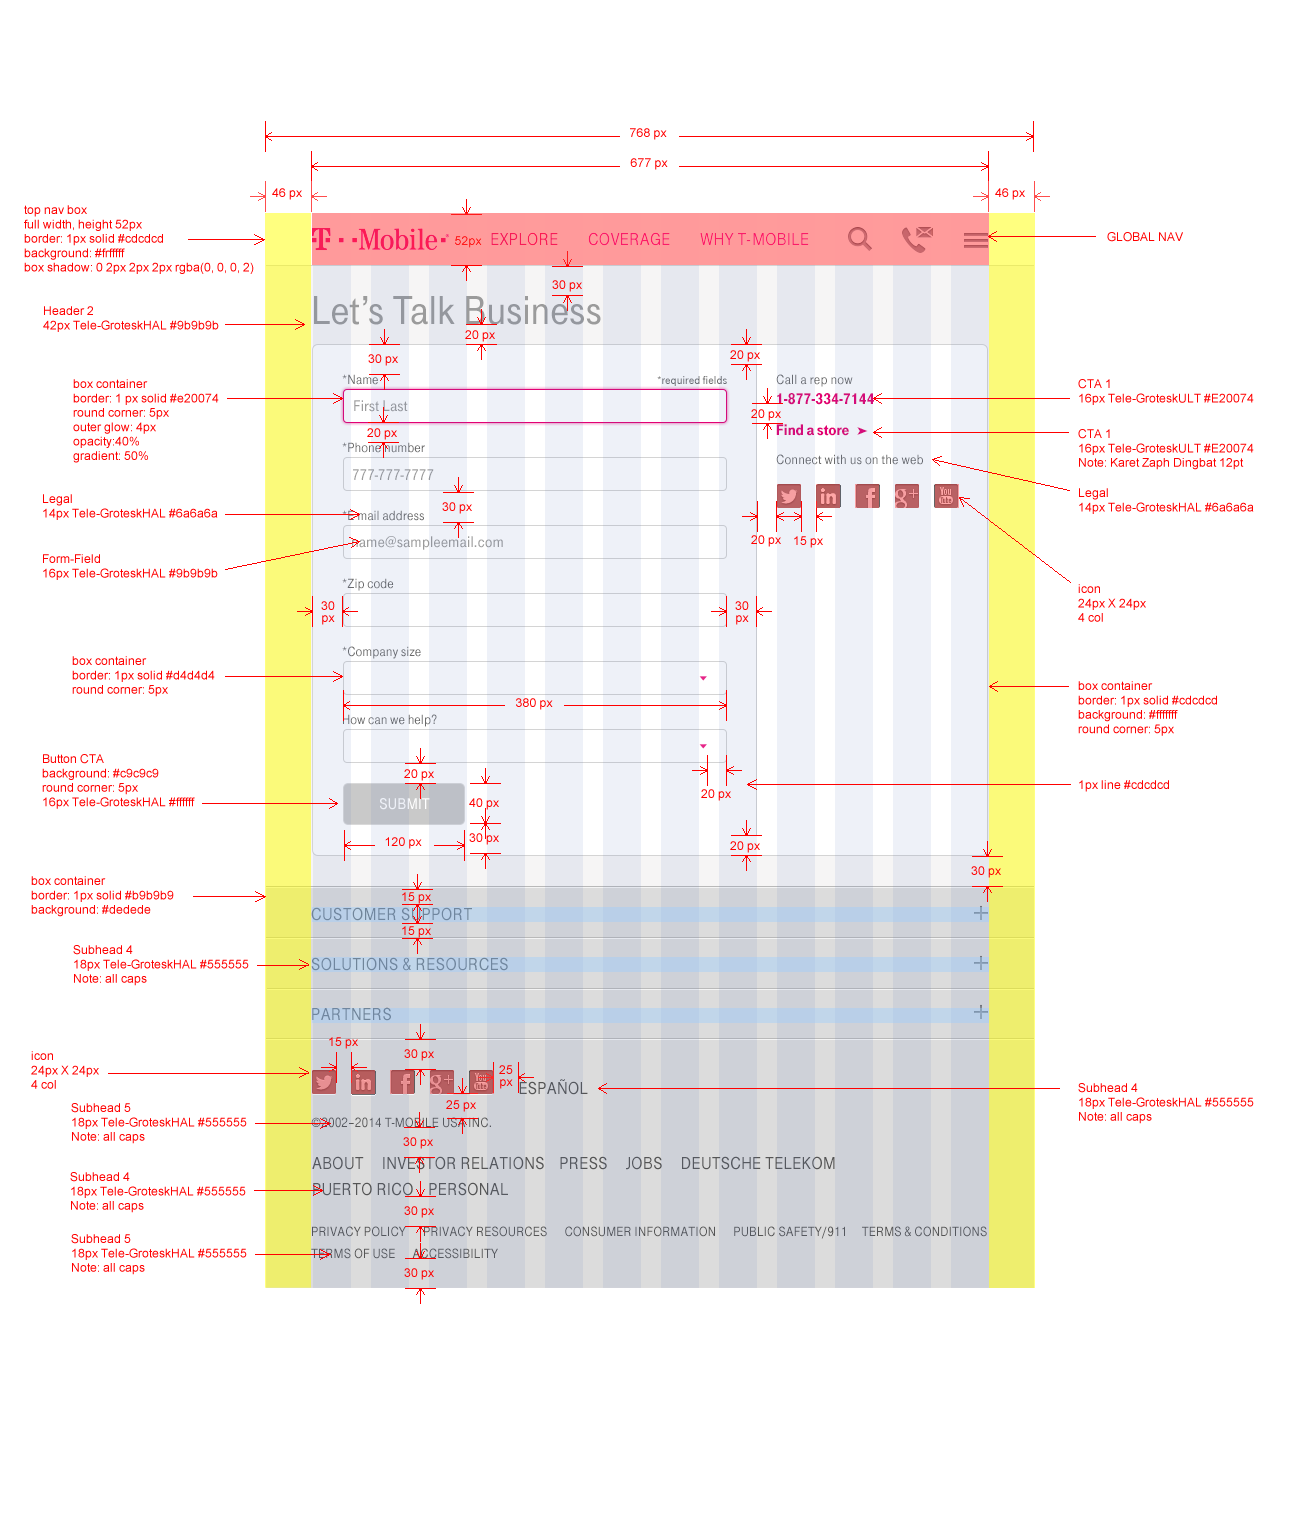 768 px
677 px
46 px
46 px
top nav box
full width, height 52px
border: 1px solid #cdcdcd
background: #frffffff
box shadow: 0 2px 2px 2px rgba(0, 0, 0, 2)
T··Mobile·
52px
EXPLORE
COVERAGE
WHY T-MOBILE
GLOBAL NAV
30 px
Header 2
42px Tele-GroteskHAL #9b9b9b
Let's Talk Business
20 px
30 px
20 px
box container
border: 1 px solid #e20074
round corner: 5px
outer glow: 4px
opacity:40%
gradient: 50%
*Name
*required fields
First Last
20 px
Call a rep now
1-877-334-7144
20 px
Find a store ➤
Connect with us on the web
CTA 1
16px Tele-GroteskULT #E20074
CTA 1
16px Tele-GroteskULT #E20074
Note: Karet Zaph Dingbat 12pt
*Phone number
777-777-7777
30 px
Legal
14px Tele-GroteskHAL #6a6a6a
*Email address
name@sampleemail.com
Form-Field
16px Tele-GroteskHAL #9b9b9b
in
f
g+
You
Tube
20 px
15 px
Legal
14px Tele-GroteskHAL #6a6a6a
icon
24px X 24px
4 col
*Zip code
30
px
30
px
*Company size
box container
border: 1px solid #d4d4d4
round corner: 5px
380 px
box container
border: 1px solid #cdcdcd
background: #fffffff
round corner: 5px
How can we help?
20 px
20 px
1px line #cdcdcd
Button CTA
background: #c9c9c9
round corner: 5px
16px Tele-GroteskHAL #ffffff
SUBMIT
40 px
120 px
30 px
20 px
30 px
box container
border: 1px solid #b9b9b9
background: #dedede
15 px
CUSTOMER SUPPORT
+
15 px
Subhead 4
18px Tele-GroteskHAL #555555
Note: all caps
SOLUTIONS & RESOURCES
+
PARTNERS
+
15 px
30 px
icon
24px X 24px
4 col
in
f
g+
You
Tube
25
px
ESPAÑOL
Subhead 4
18px Tele-GroteskHAL #555555
Note: all caps
25 px
Subhead 5
18px Tele-GroteskHAL #555555
Note: all caps
©2002-2014 T-MOBILE USA INC.
30 px
ABOUT INVESTOR RELATIONS PRESS JOBS DEUTSCHE TELEKOM
Subhead 4
18px Tele-GroteskHAL #555555
Note: all caps
PUERTO RICO PERSONAL
30 px
PRIVACY POLICY PRIVACY RESOURCES CONSUMER INFORMATION PUBLIC SAFETY/911 TERMS & CONDITIONS
Subhead 5
18px Tele-GroteskHAL #555555
Note: all caps
TERMS OF USE ACCESSIBILITY
30 px